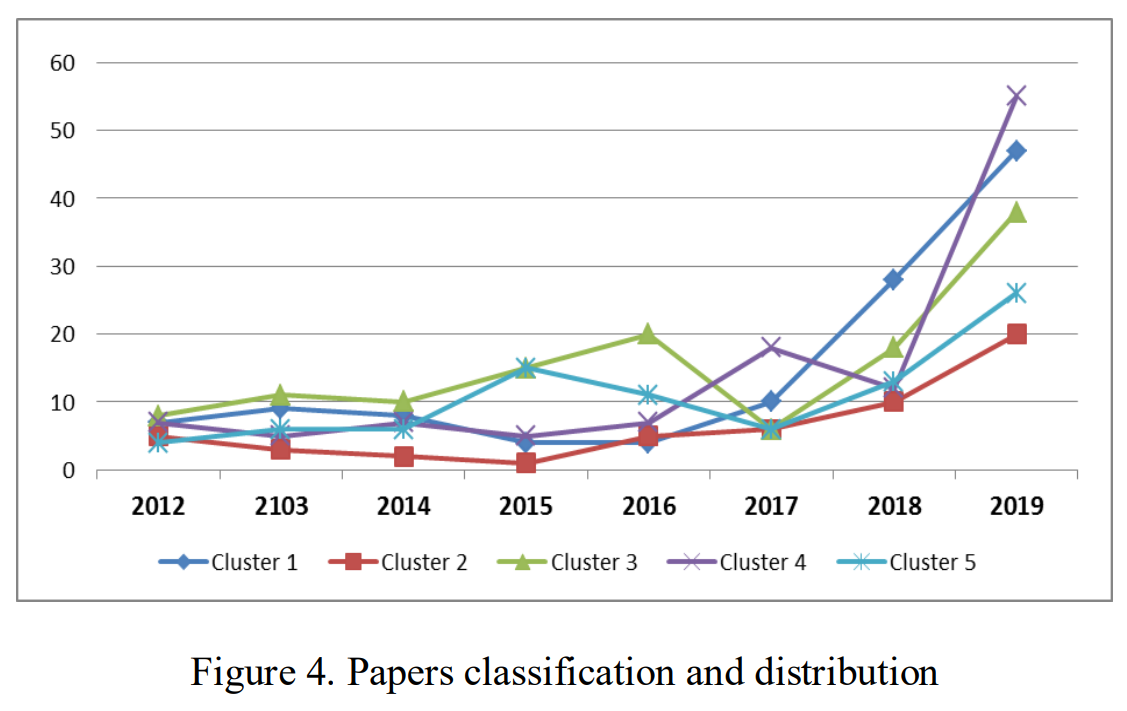 60
50
40
30
20
10
0
2012 2103 2014 2015 2016 2017 2018 2019
Cluster 1 Cluster 2 Cluster 3 Cluster 4 Cluster 5
Figure 4. Papers classification and distribution